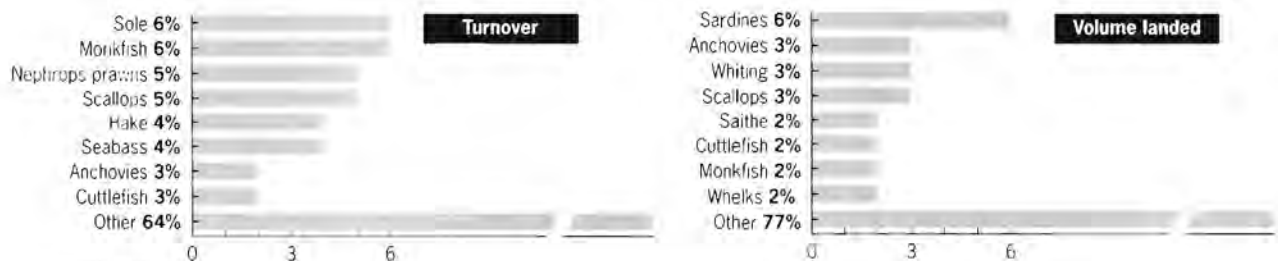 Turnover
Sole 6%
Monkfish 6%
Nephrops prawns 5%
Scallops 5%
Hake 4%
Seabass 4%
Anchovies 3%
Cuttlefish 3%
Other 64%
0 3 6
Volume landed
Sardines 6%
Anchovies 3%
Whiting 3%
Scallops 3%
Saithe 2%
Cuttlefish 2%
Monkfish 2%
Whelks 2%
Other 77%
0 3 6